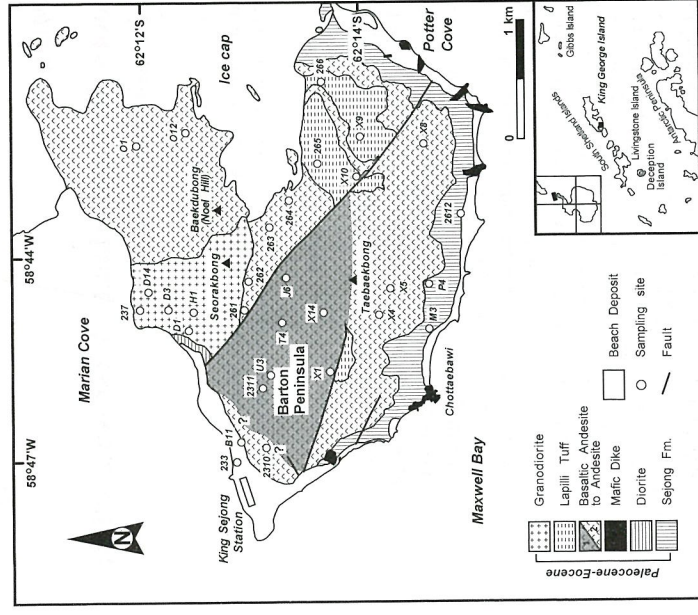 58°47'W
58°44'W
62°12'S
62°14'S
N
Marian Cove
Ice cap
Potter
Cove
Maxwell Bay
King Sejong
Station
Barton
Peninsula
Baekdubong
(Noel Hill)
Seorakbong
Taebaekbong
Chottaebawi
237
D14
D3
D1
H1
O1
O12
261
262
263
264
265
266
233
B11
2310
?
?
2311
U3
T4
J6
X14
X1
X10
X9
X8
X4
X5
M3
P4
2612
0
1 km
Paleocene-Eocene
Granodiorite
Lapilli Tuff
Basaltic Andesite
to Andesite
Mafic Dike
Diorite
Sejong Fm.
Beach Deposit
Sampling site
Fault
South Shetland Islands
Gibbs Island
King George Island
Livingstone Island
Deception
Island
Antarctic Peninsula